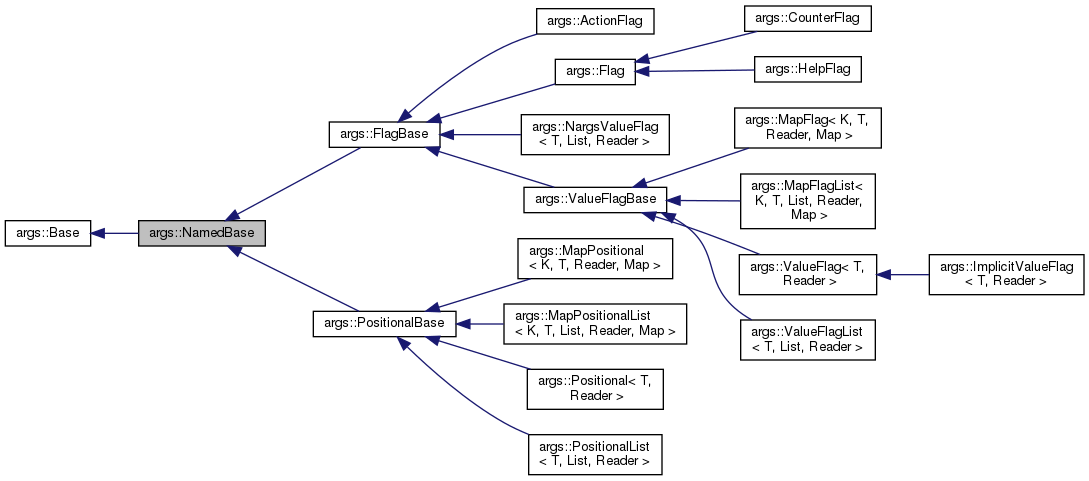 args::ActionFlag
args::CounterFlag
args::Flag
args::HelpFlag
args::FlagBase
args::NargsValueFlag
< T, List, Reader >
args::MapFlag< K, T,
Reader, Map >
args::ValueFlagBase
args::MapFlagList<
K, T, List, Reader,
Map >
args::Base
args::NamedBase
args::MapPositional
< K, T, Reader, Map >
args::ValueFlag< T,
Reader >
args::ImplicitValueFlag
< T, Reader >
args::PositionalBase
args::MapPositionalList
< K, T, List, Reader, Map >
args::ValueFlagList
< T, List, Reader >
args::Positional< T,
Reader >
args::PositionalList
< T, List, Reader >